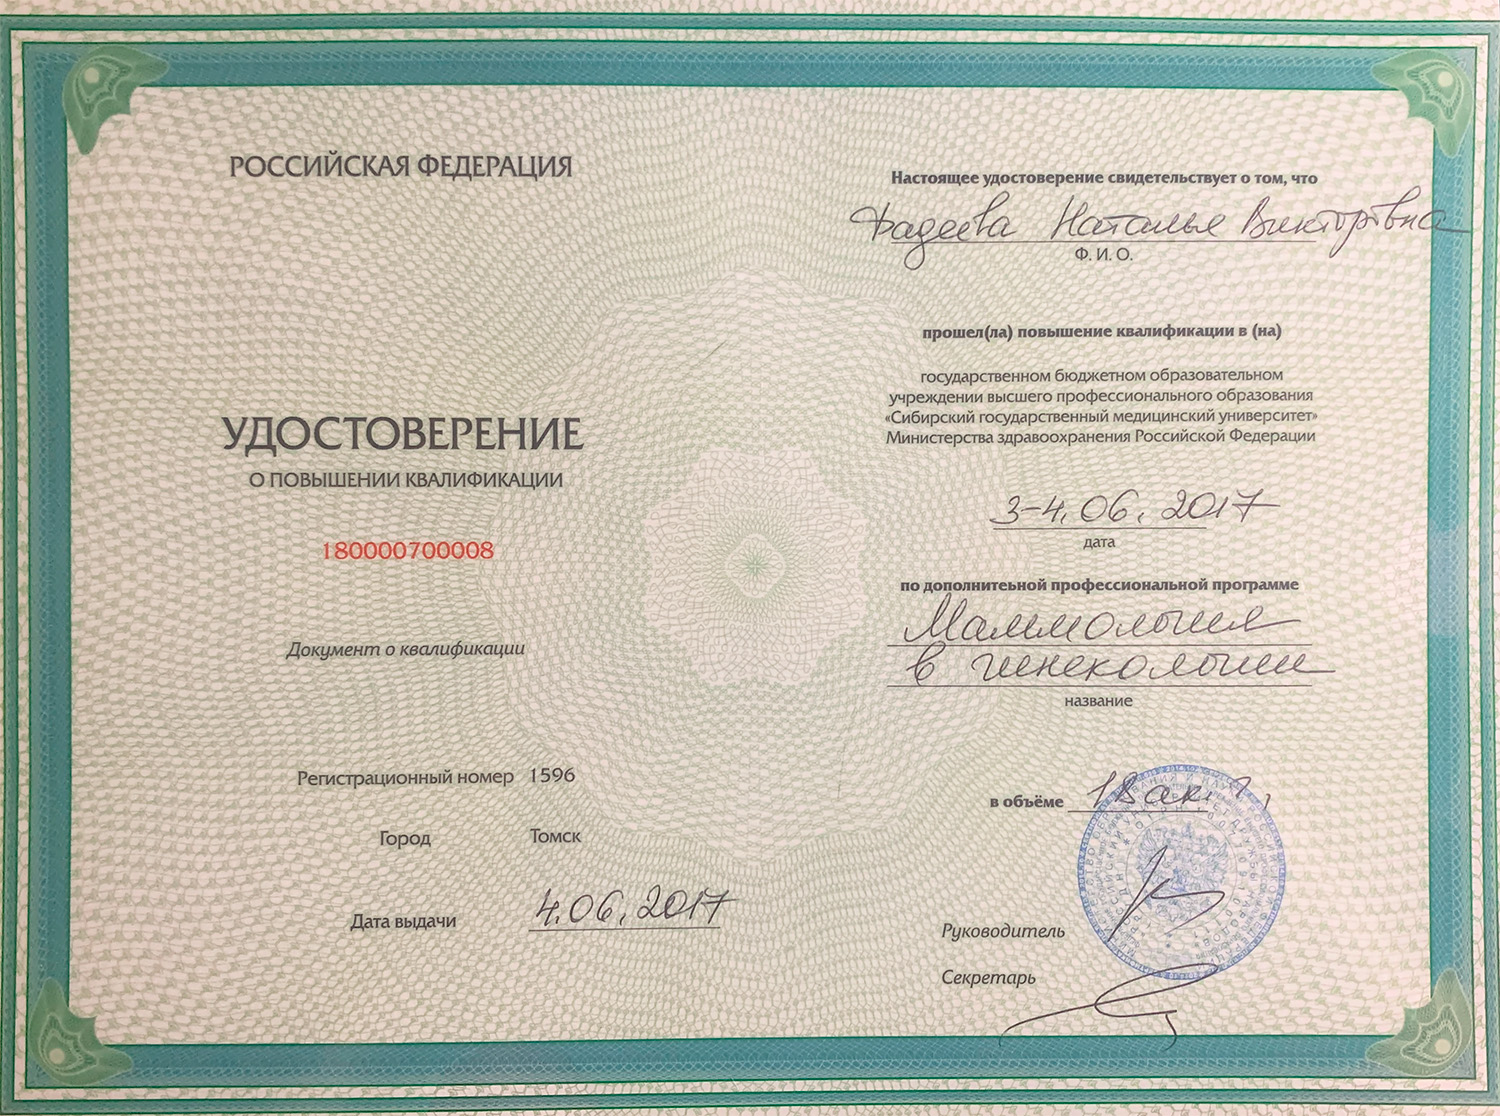 РОССИЙСКАЯ ФЕДЕРАЦИЯ
УДОСТОВЕРЕНИЕ
О ПОВЫШЕНИИ КВАЛИФИКАЦИИ
180000700008
Документ о квалификации
Регистрационный номер 1596
Город Томск
Дата выдачи 4.06.2017
Настоящее удостоверение свидетельствует о том, что
Фадеева Наталья Викторовна
Ф. И. О.
прошел(ла) повышение квалификации в (на)
государственном бюджетном образовательном
учреждении высшего профессионального образования
«Сибирский государственный медицинский университет»
Министерства здравоохранения Российской Федерации
3-4.06.2017
дата
по дополнитеьной профессиональной программе
Маммология
в гинекологии
название
в объёме 18 ак.
Руководитель
Секретарь